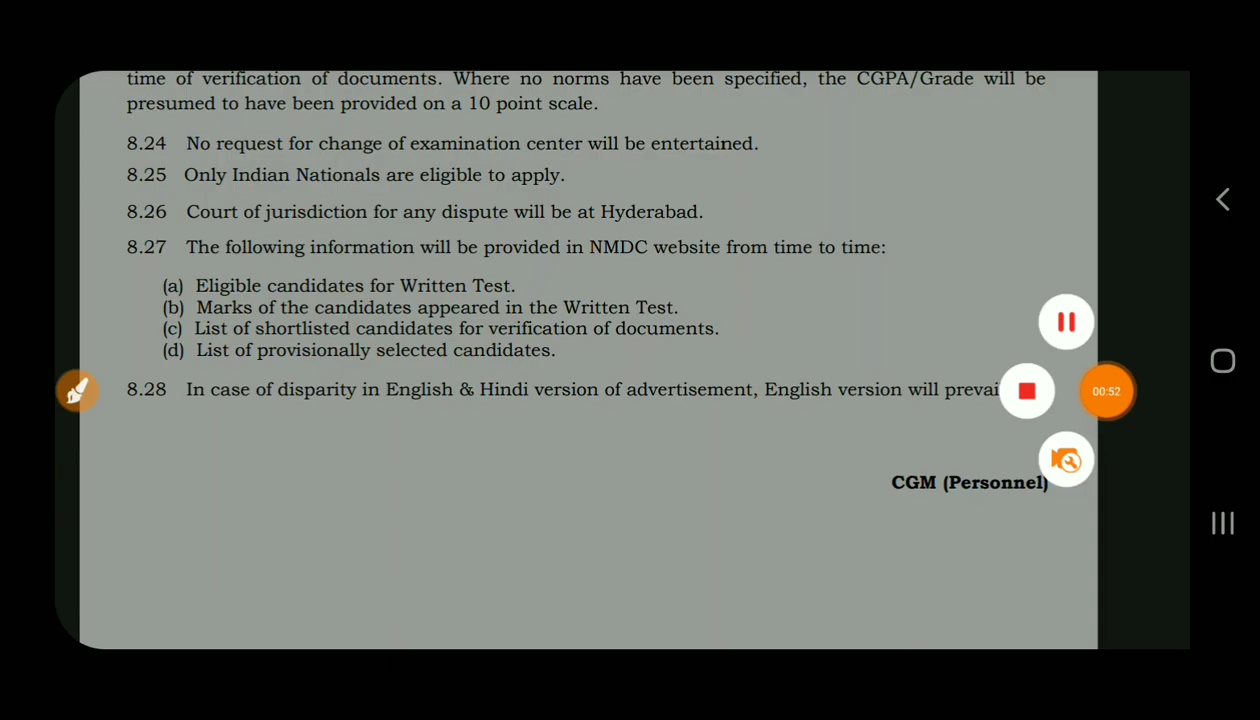 time of verification of documents. Where no norms have been specified, the CGPA/Grade will be
presumed to have been provided on a 10 point scale.
8.24 No request for change of examination center will be entertained.
8.25 Only Indian Nationals are eligible to apply.
8.26 Court of jurisdiction for any dispute will be at Hyderabad.
8.27 The following information will be provided in NMDC website from time to time:
(a) Eligible candidates for Written Test.
(b) Marks of the candidates appeared in the Written Test.
(c) List of shortlisted candidates for verification of documents.
(d) List of provisionally selected candidates.
8.28 In case of disparity in English & Hindi version of advertisement, English version will prevai
00:52
CGM (Personnel)